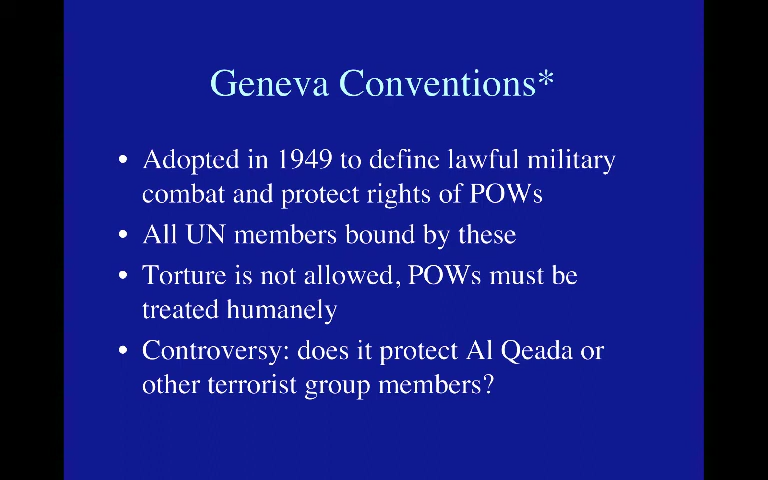 Geneva Conventions*
• Adopted in 1949 to define lawful military
combat and protect rights of POWs
• All UN members bound by these
• Torture is not allowed, POWs must be
treated humanely
• Controversy: does it protect Al Qeada or
other terrorist group members?